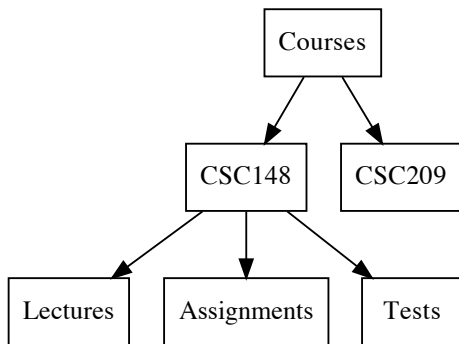 Courses
CSC148
CSC209
Lectures
Assignments
Tests